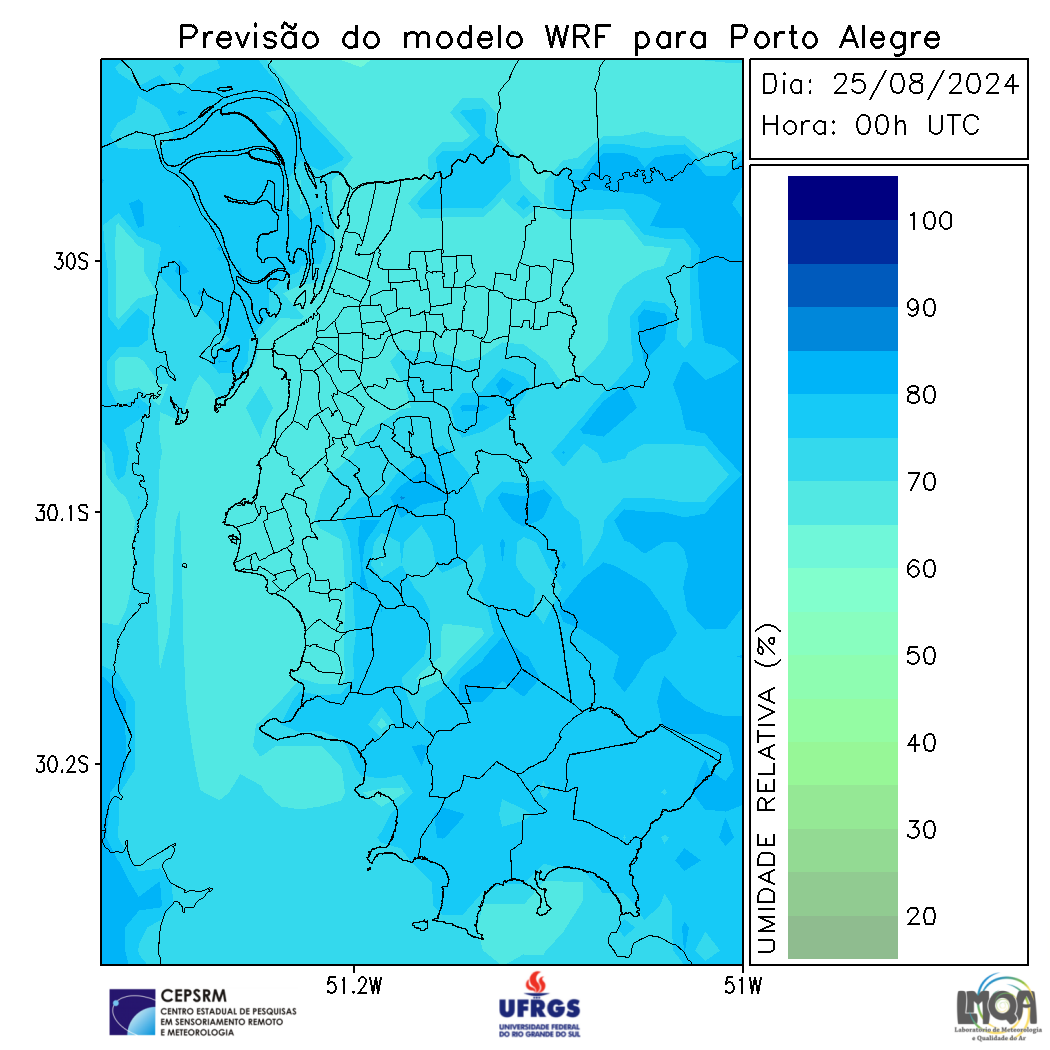 Previsão do modelo WRF para Porto Alegre
Dia: 25/08/2024
Hora: 00h UTC
30S
30.1S
30.2S
51.2W
51W
UMIDADE RELATIVA (%)
100
90
80
70
60
50
40
30
20
CEPSRM
CENTRO ESTADUAL DE PESQUISAS
EM SENSORIAMENTO REMOTO
E METEOROLOGIA
UFRGS
UNIVERSIDADE FEDERAL
DO RIO GRANDE DO SUL
LMQA
Laboratório de Meteorologia
e Qualidade do Ar